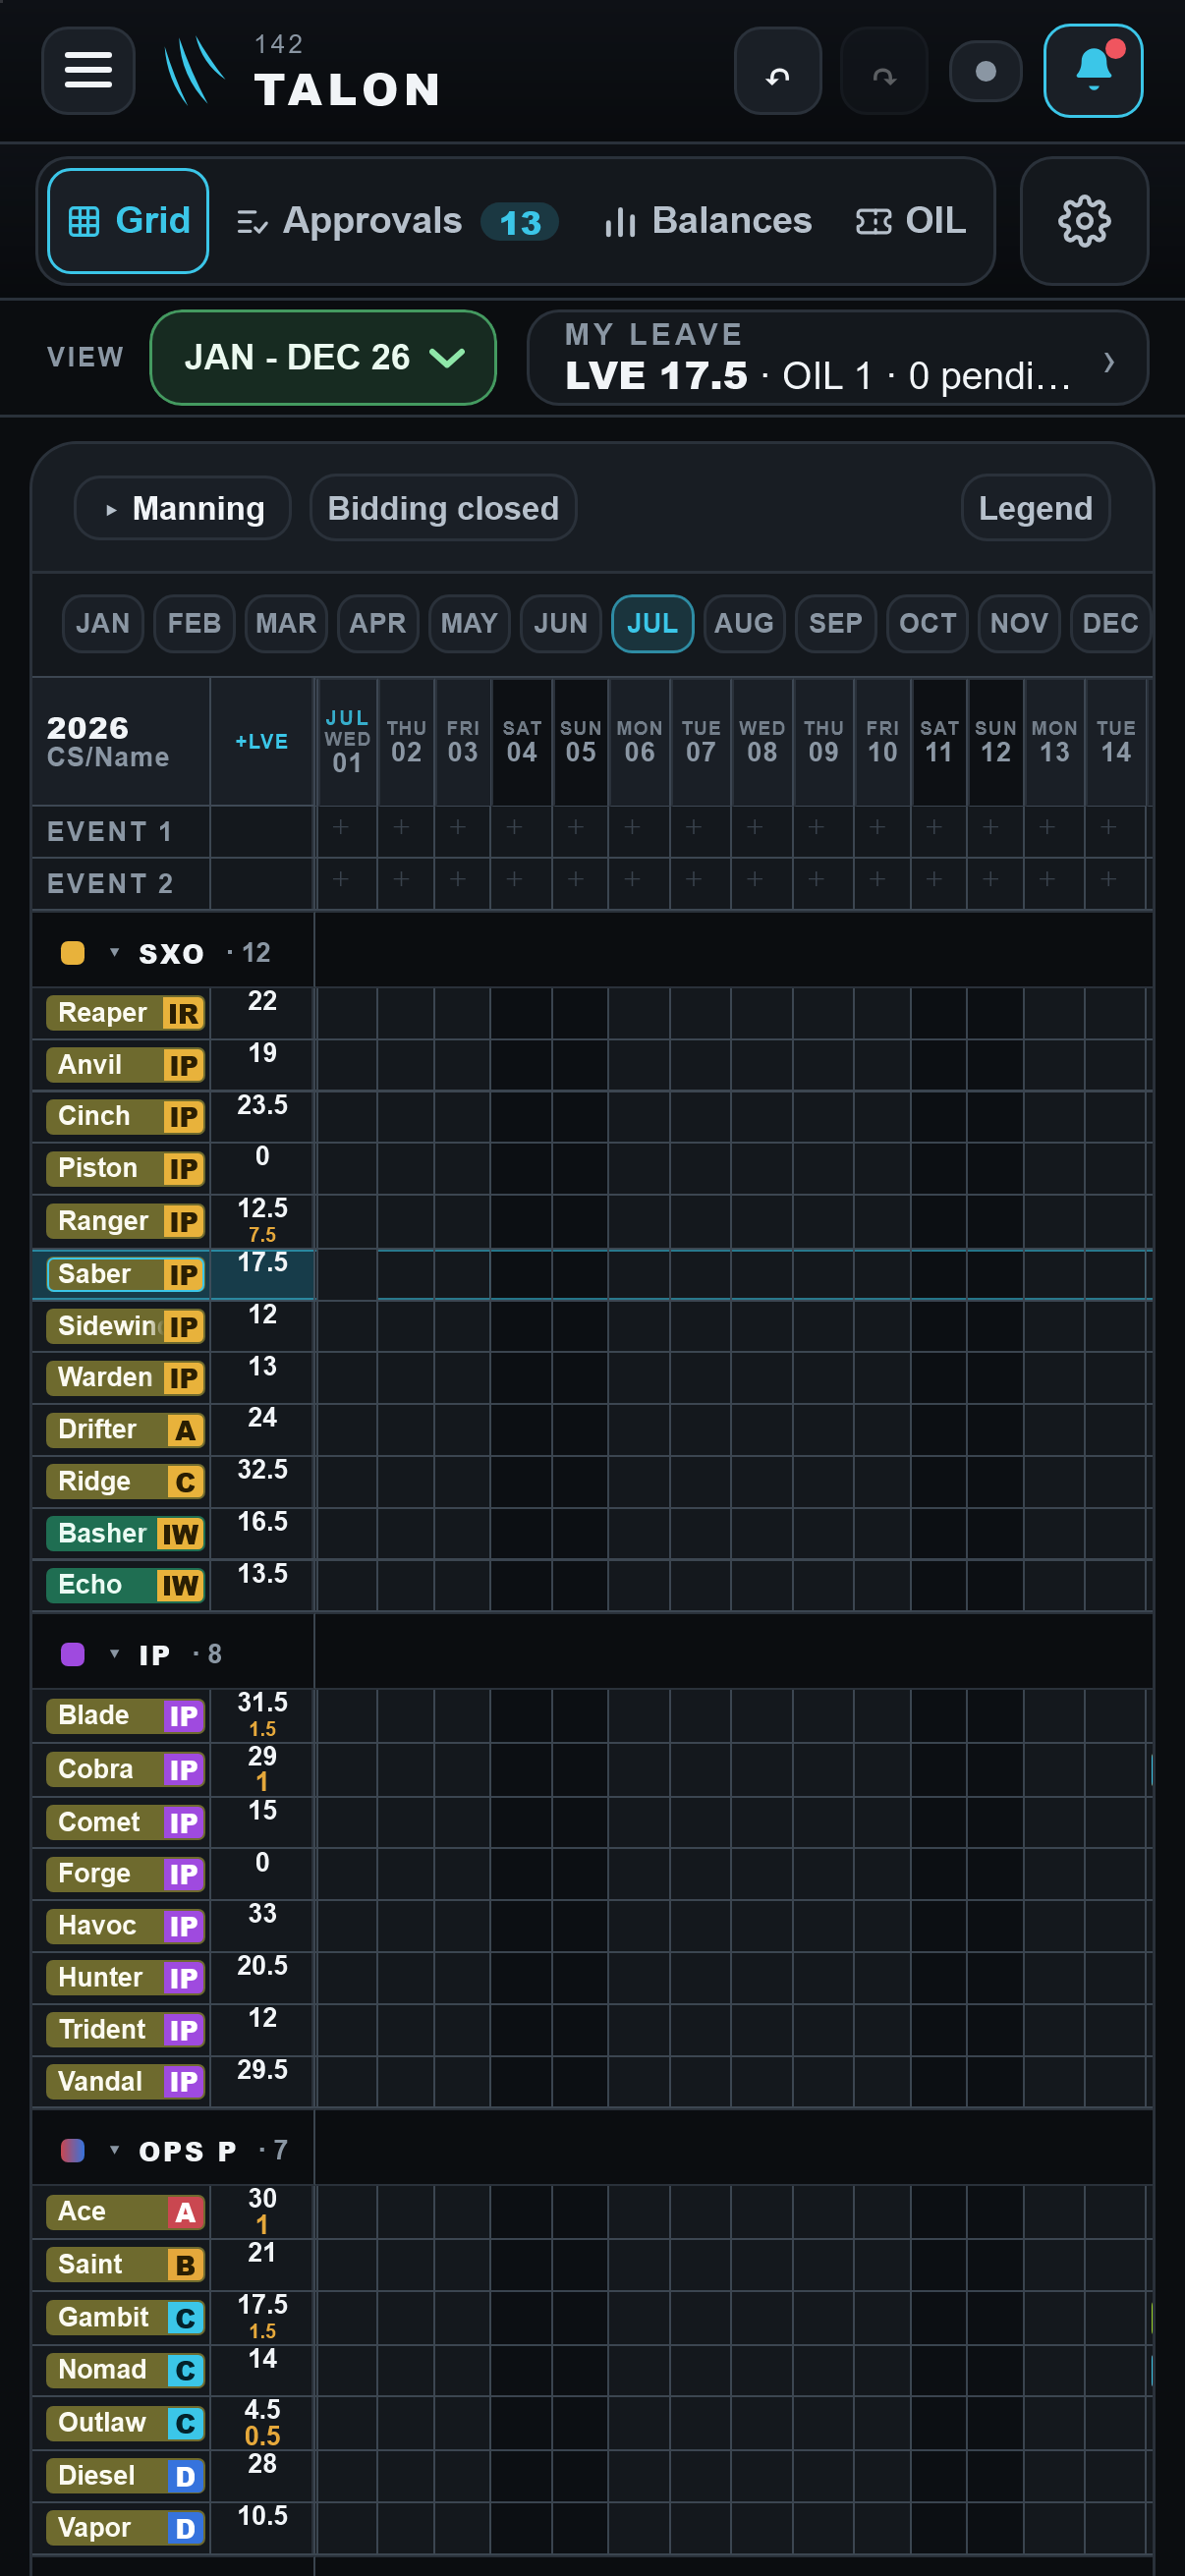 142
TALON
Grid
Approvals 13
Balances
OIL
VIEW
JAN - DEC 26
MY LEAVE
LVE 17.5 · OIL 1 · 0 pendi…
Manning
Bidding closed
Legend
JAN FEB MAR APR MAY JUN JUL AUG SEP OCT NOV DEC
2026
CS/Name
+LVE
JUL
WED THU FRI SAT SUN MON TUE WED THU FRI SAT SUN MON TUE
01 02 03 04 05 06 07 08 09 10 11 12 13 14
EVENT 1 + + + + + + + + + + + + + +
EVENT 2 + + + + + + + + + + + + + +
SXO · 12
Reaper IR 22
Anvil IP 19
Cinch IP 23.5
Piston IP 0
Ranger IP 12.5
7.5
Saber IP 17.5
Sidewin IP 12
Warden IP 13
Drifter A 24
Ridge C 32.5
Basher IW 16.5
Echo IW 13.5
IP · 8
Blade IP 31.5
1.5
Cobra IP 29
1
Comet IP 15
Forge IP 0
Havoc IP 33
Hunter IP 20.5
Trident IP 12
Vandal IP 29.5
OPS P · 7
Ace A 30
1
Saint B 21
Gambit C 17.5
1.5
Nomad C 14
Outlaw C 4.5
0.5
Diesel D 28
Vapor D 10.5